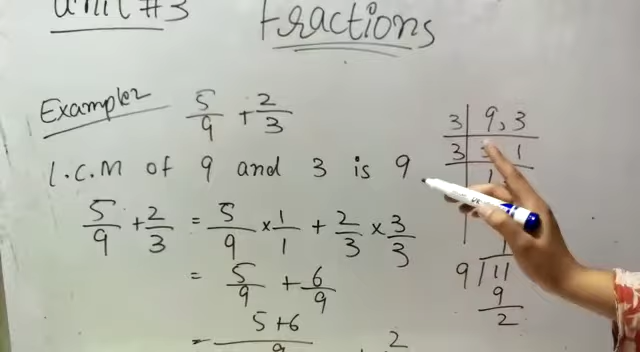 Unit #3
Fractions
Example 5/9 + 2/3
L.C.M of 9 and 3 is 9
5/9 + 2/3 = 5/9 × 1/1 + 2/3 × 3/3
= 5/9 + 6/9
= 5+6/9
2
3 | 9, 3
3 | 3 1
1
1
9 / 11
9
2